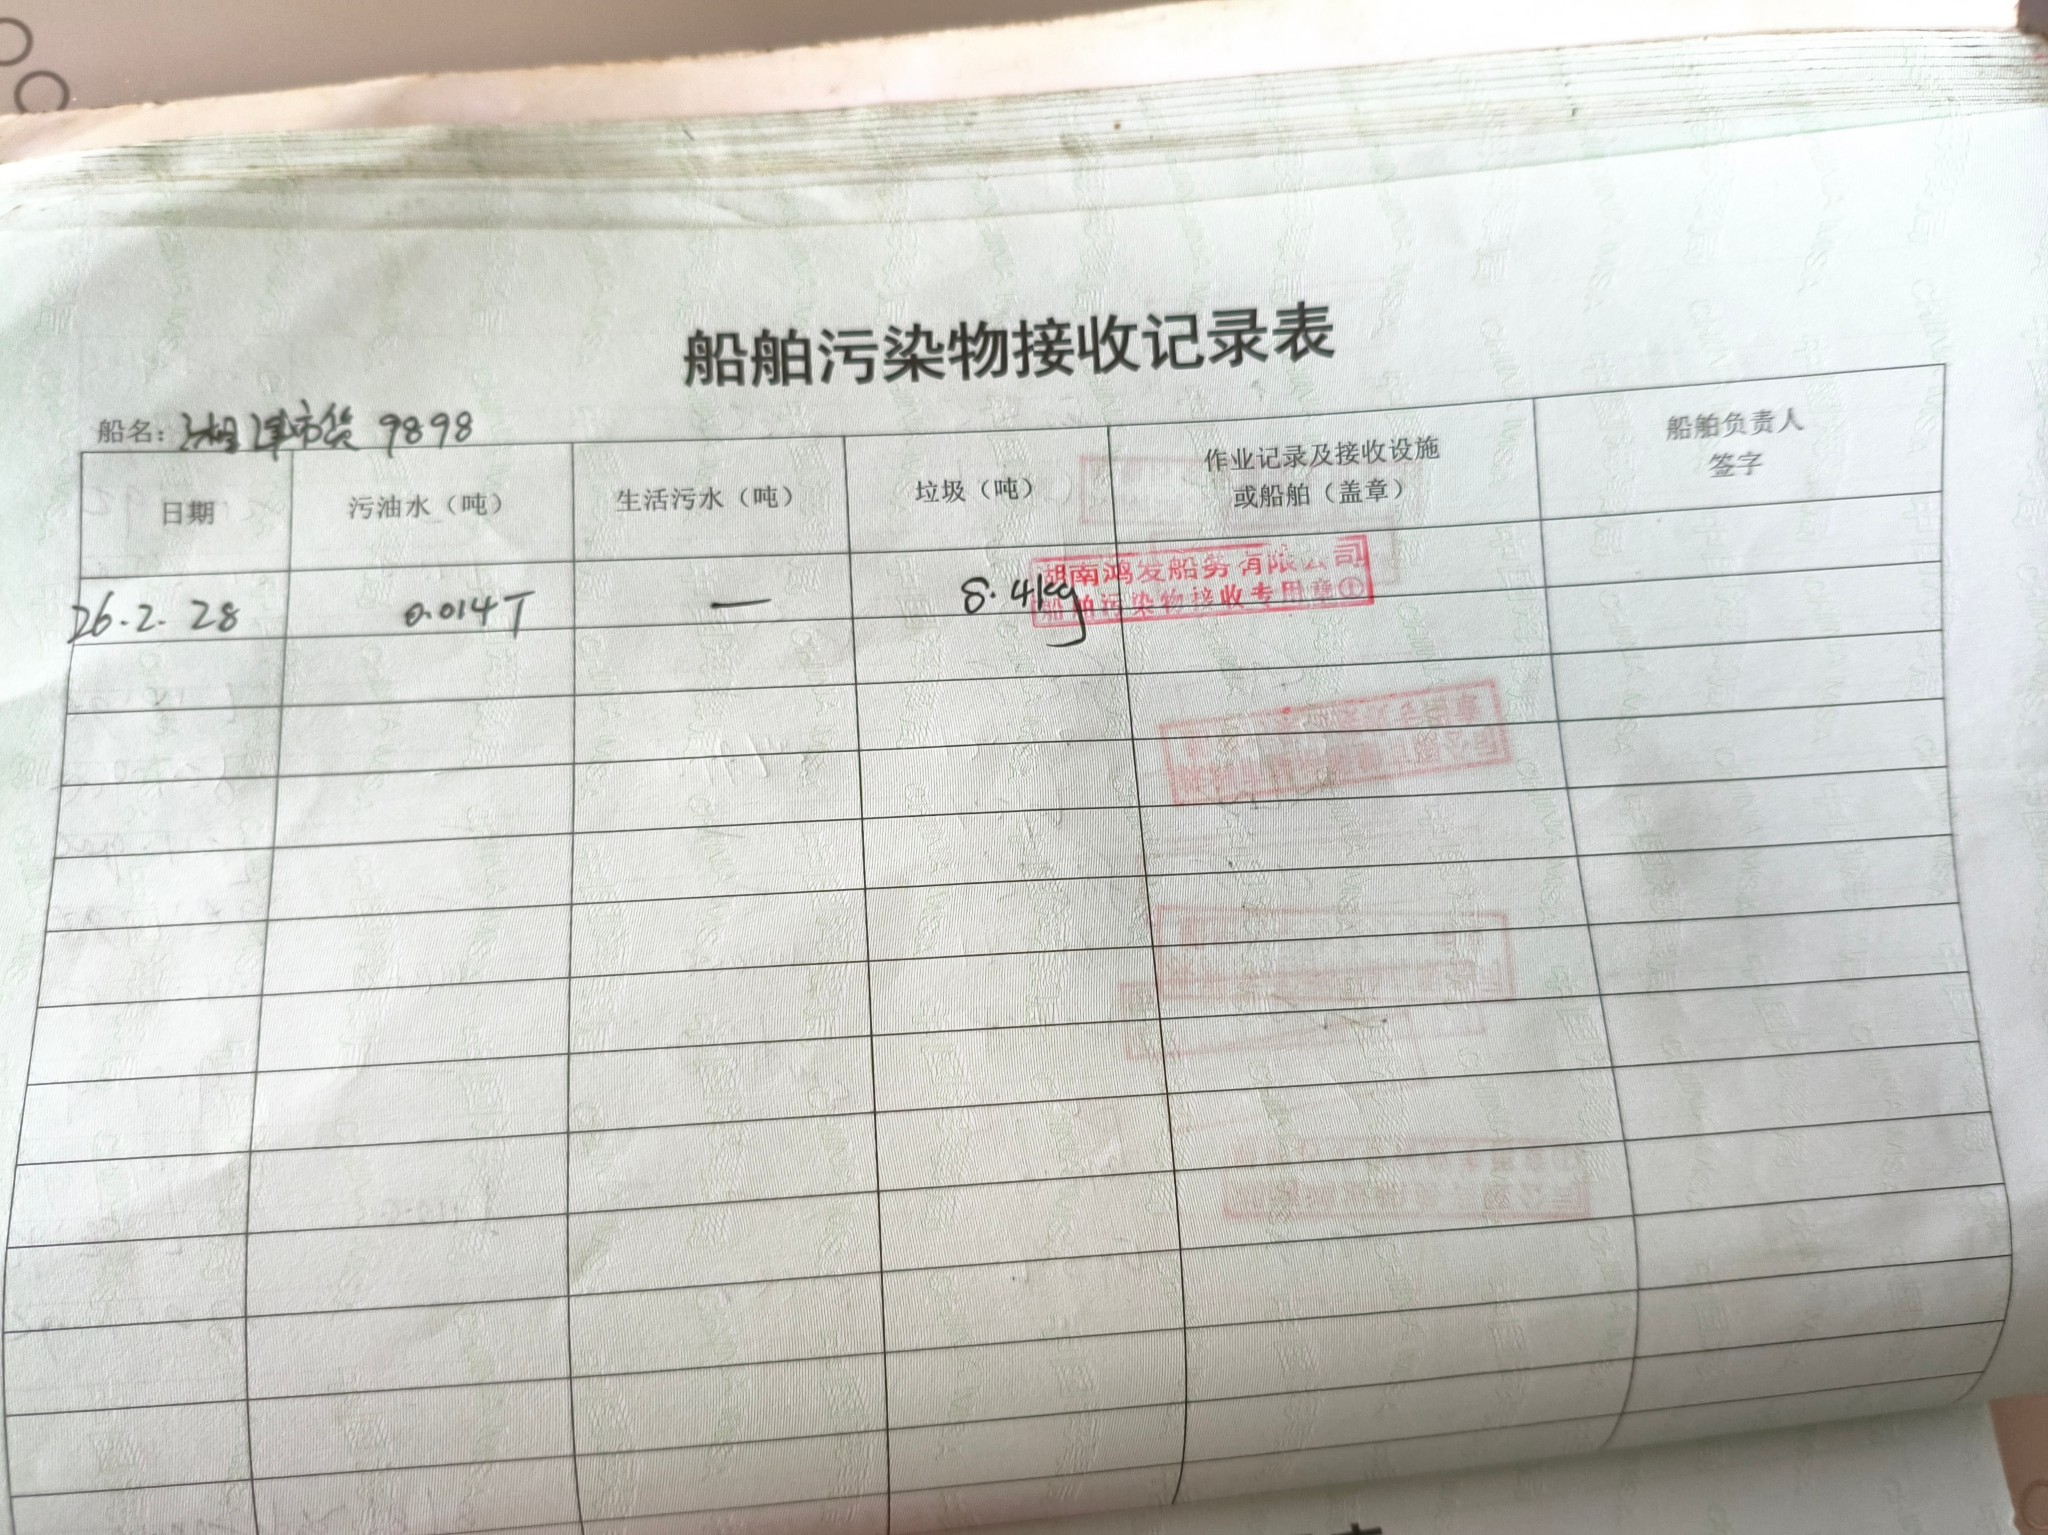 船舶污染物接收记录表
船名：湘津市货 9898
日期 污油水（吨） 生活污水（吨） 垃圾（吨） 作业记录及接收设施或船舶（盖章） 船舶负责人签字
26.2.28 0.014T — 8.4kg
湖南鸿发船务有限公司
船舶污染物接收专用章①